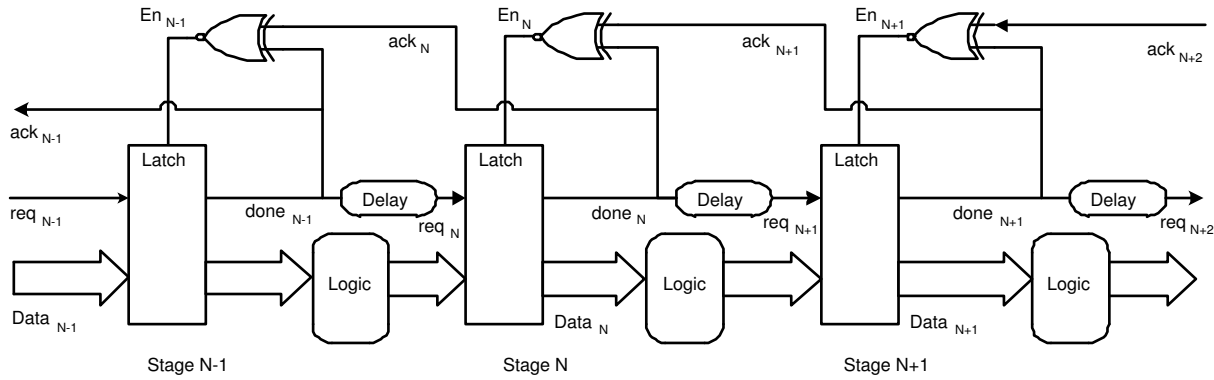 En N-1
En N
En N+1
ack N
ack N+1
ack N+2
ack N-1
Latch
Latch
Latch
req N-1
done N-1
Delay
req N
done N
Delay
req N+1
done N+1
Delay
req N+2
Logic
Logic
Logic
Data N-1
Data N
Data N+1
Stage N-1
Stage N
Stage N+1